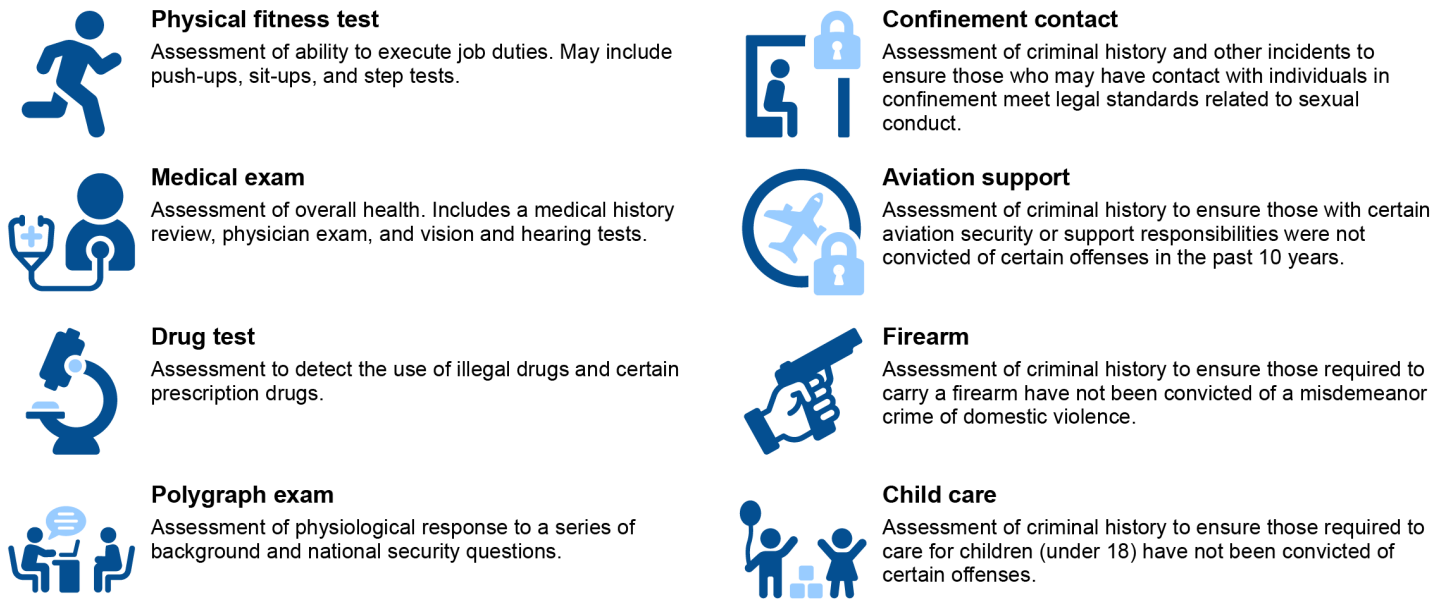 Physical fitness test
Assessment of ability to execute job duties. May include
push-ups, sit-ups, and step tests.
Medical exam
Assessment of overall health. Includes a medical history
review, physician exam, and vision and hearing tests.
Drug test
Assessment to detect the use of illegal drugs and certain
prescription drugs.
Polygraph exam
Assessment of physiological response to a series of
background and national security questions.
Confinement contact
Assessment of criminal history and other incidents to
ensure those who may have contact with individuals in
confinement meet legal standards related to sexual
conduct.
Aviation support
Assessment of criminal history to ensure those with certain
aviation security or support responsibilities were not
convicted of certain offenses in the past 10 years.
Firearm
Assessment of criminal history to ensure those required to
carry a firearm have not been convicted of a misdemeanor
crime of domestic violence.
Child care
Assessment of criminal history to ensure those required to
care for children (under 18) have not been convicted of
certain offenses.